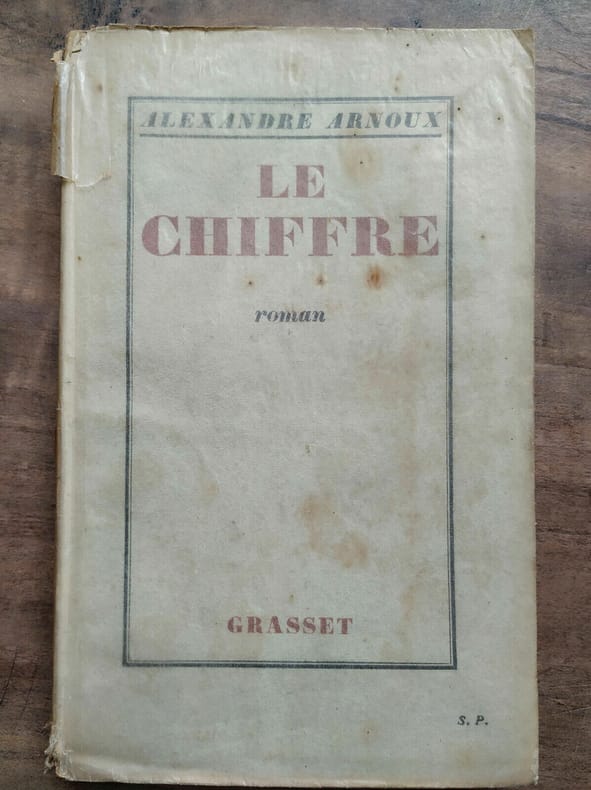 ALEXANDRE ARNOUX
LE
CHIFFRE
roman
GRASSET
S. P.